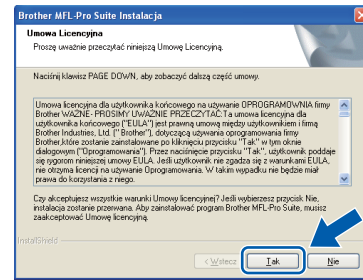 Brother MFL-Pro Suite Instalacja
Umowa Licencyjna
Proszę uważnie przeczytać niniejszą Umowę Licencyjną.
Naciśnij klawisz PAGE DOWN, aby zobaczyć dalszą część umowy.
Umowa licencyjna dla użytkownika końcowego na używanie OPROGRAMOWNIA firmy
Brother WAŻNE- PROSIMY UWAŻNIE PRZECZYTAĆ:Ta umowa licencyjna dla
użytkownika końcowego ("EULA") jest prawną umową między użytkownikiem i firmą
Brother Industries, Ltd. (" Brother"), dotyczącą używania oprogramowania firmy
Brother,które zostanie zainstalowane po kliknięciu przycisku "Tak" w tym oknie
dialogowym ("Oprogramowania"). Przez naciśnięcie przycisku "Tak", użytkownik poddaje
się rygorom niniejszej umowy EULA. Jeśli użytkownik nie zgadza się z warunkami EULA,
nie otrzyma licencji na używanie Oprogramowania. W takim wypadku nie będzie miał
prawa do korzystania z niego.
Czy akceptujesz wszystkie warunki Umowy licencyjnej? Jeśli wybierzesz przycisk Nie,
instalacja zostanie przerwana. Aby zainstalować program Brother MFL-Pro Suite, musisz
zaakceptować Umowę licencyjną.
InstallShield
< Wstecz Tak Nie